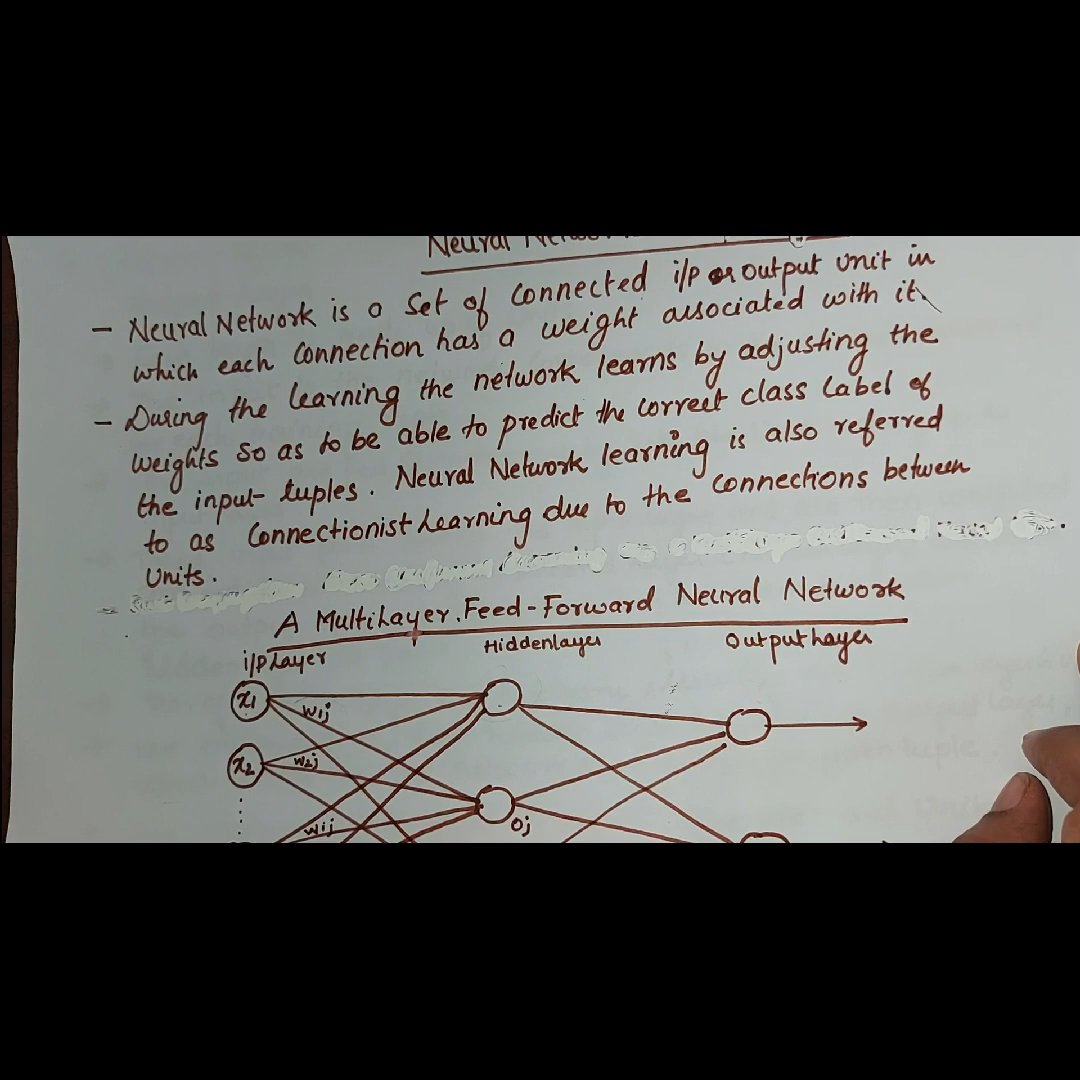 Neural
- Neural Network is a set of connected i/p or output unit in
which each connection has a weight associated with it
- During the learning the network learns by adjusting the
weights so as to be able to predict the correct class label of
the input tuples. Neural Network learning is also referred
to as Connectionist Learning due to the connections between
units.
A MultiLayer Feed-Forward Neural Network
i/p Layer Hiddenlayer Output Layer
x1 w1j
x2 w2j
wij Oj